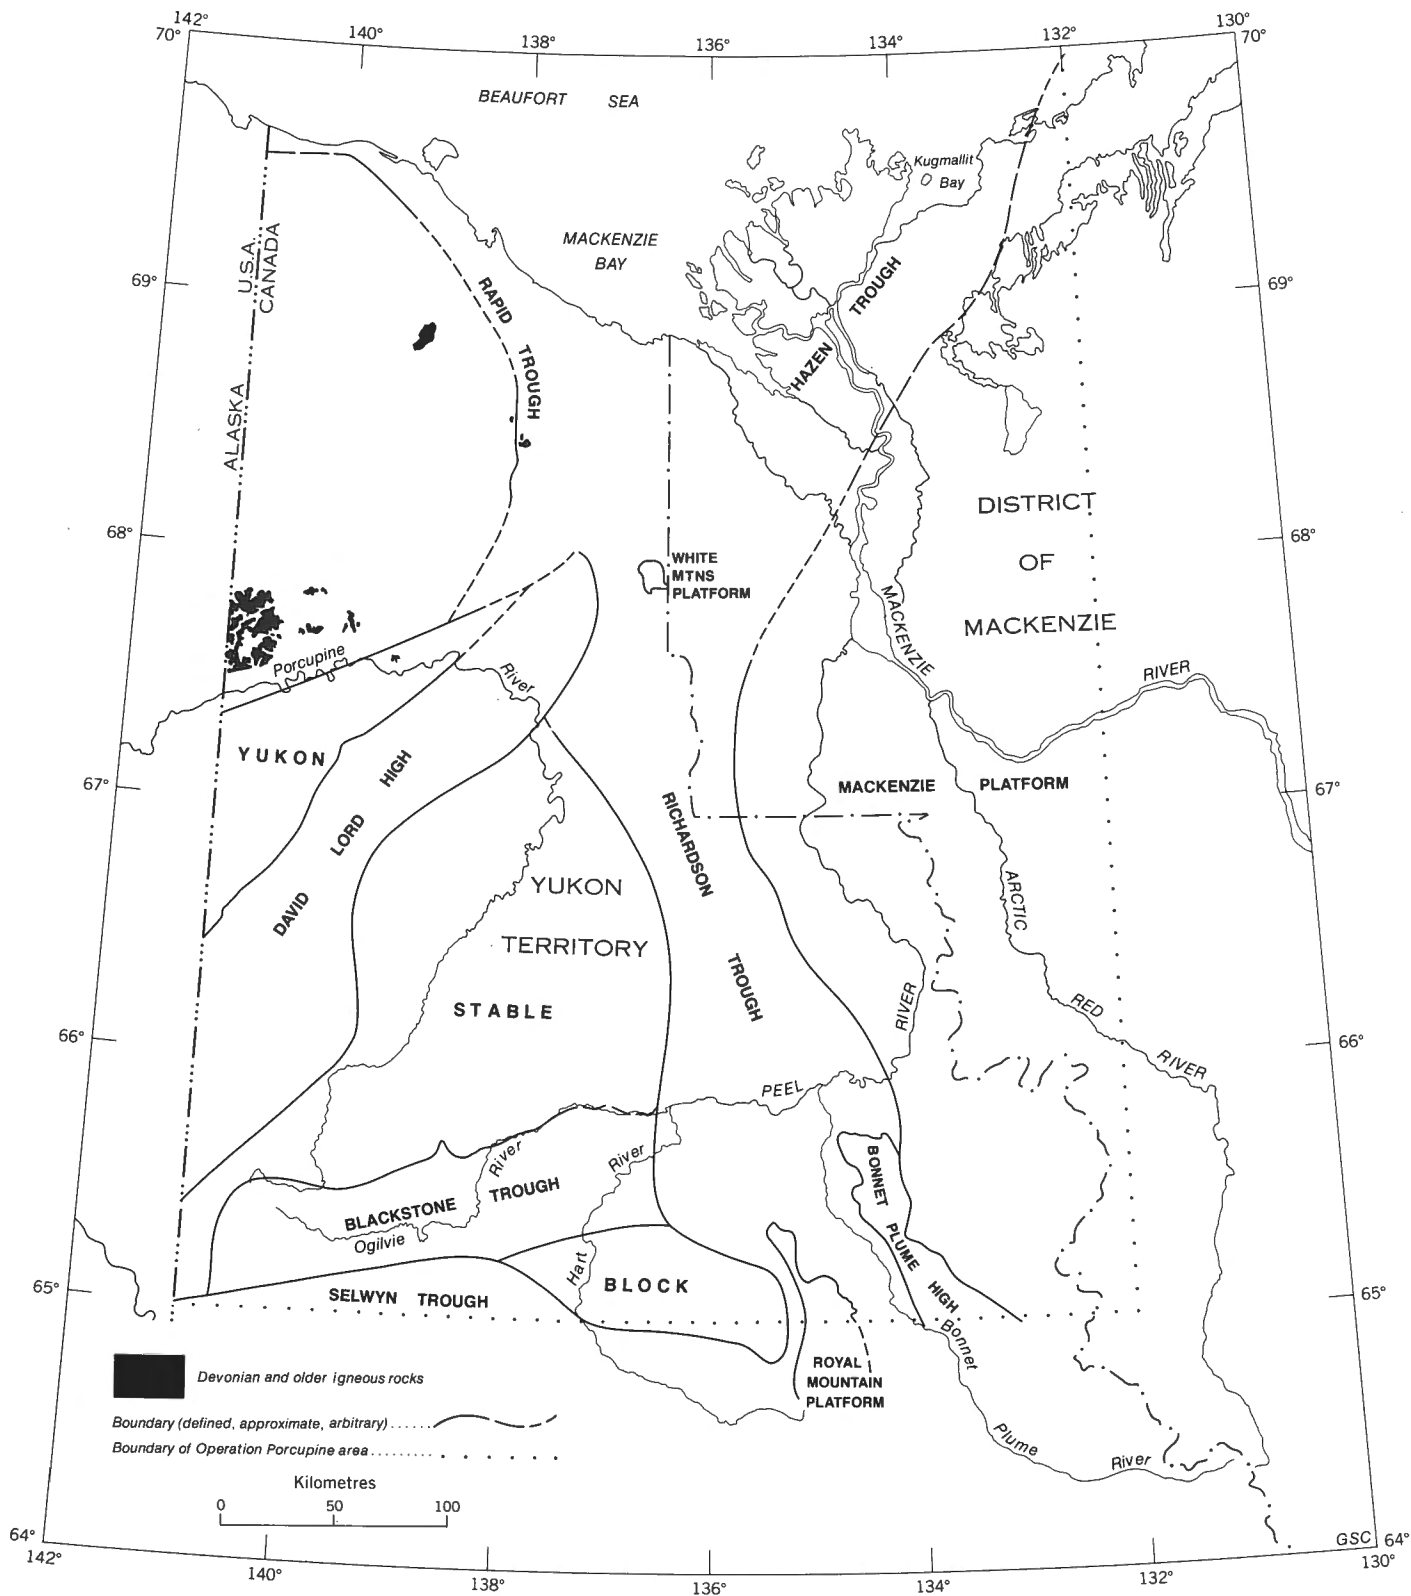 142°
70°
140°
138°
136°
134°
132°
130°
70°
BEAUFORT SEA
Kugmallit
Bay
MACKENZIE
BAY
U.S.A.
CANADA
69°
69°
RAPID TROUGH
HAZEN TROUGH
ALASKA
68°
68°
DISTRICT
OF
MACKENZIE
WHITE
MTNS
PLATFORM
MACKENZIE
RIVER
Porcupine
River
YUKON
67°
67°
DAVID LORD HIGH
MACKENZIE PLATFORM
RICHARDSON TROUGH
YUKON
TERRITORY
STABLE
ARCTIC
RED
RIVER
RIVER
PEEL
66°
66°
River
River
BLACKSTONE TROUGH
Ogilvie
Hart
BONNET PLUME HIGH
65°
65°
SELWYN TROUGH
BLOCK
Bonnet
Plume
River
ROYAL
MOUNTAIN
PLATFORM
Devonian and older igneous rocks
Boundary (defined, approximate, arbitrary)......
Boundary of Operation Porcupine area.........
Kilometres
0 50 100
64°
142°
140°
138°
136°
134°
132°
130°
GSC
64°